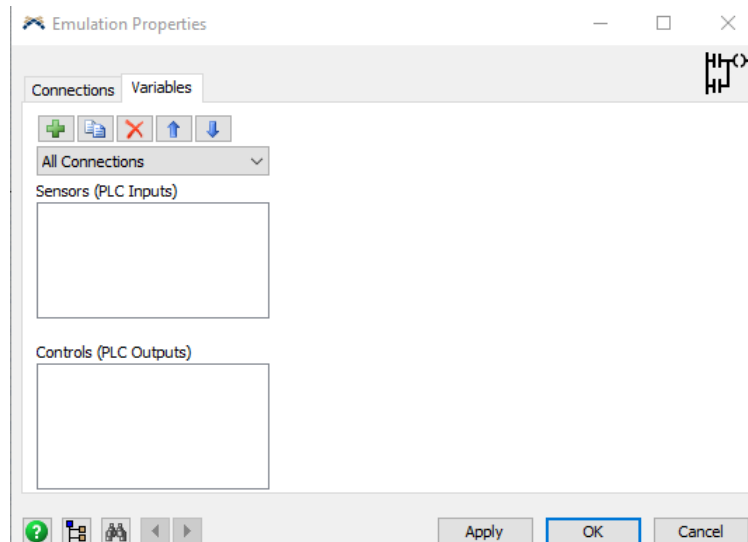 Emulation Properties
Connections Variables
All Connections
Sensors (PLC Inputs)
Controls (PLC Outputs)
Apply OK Cancel